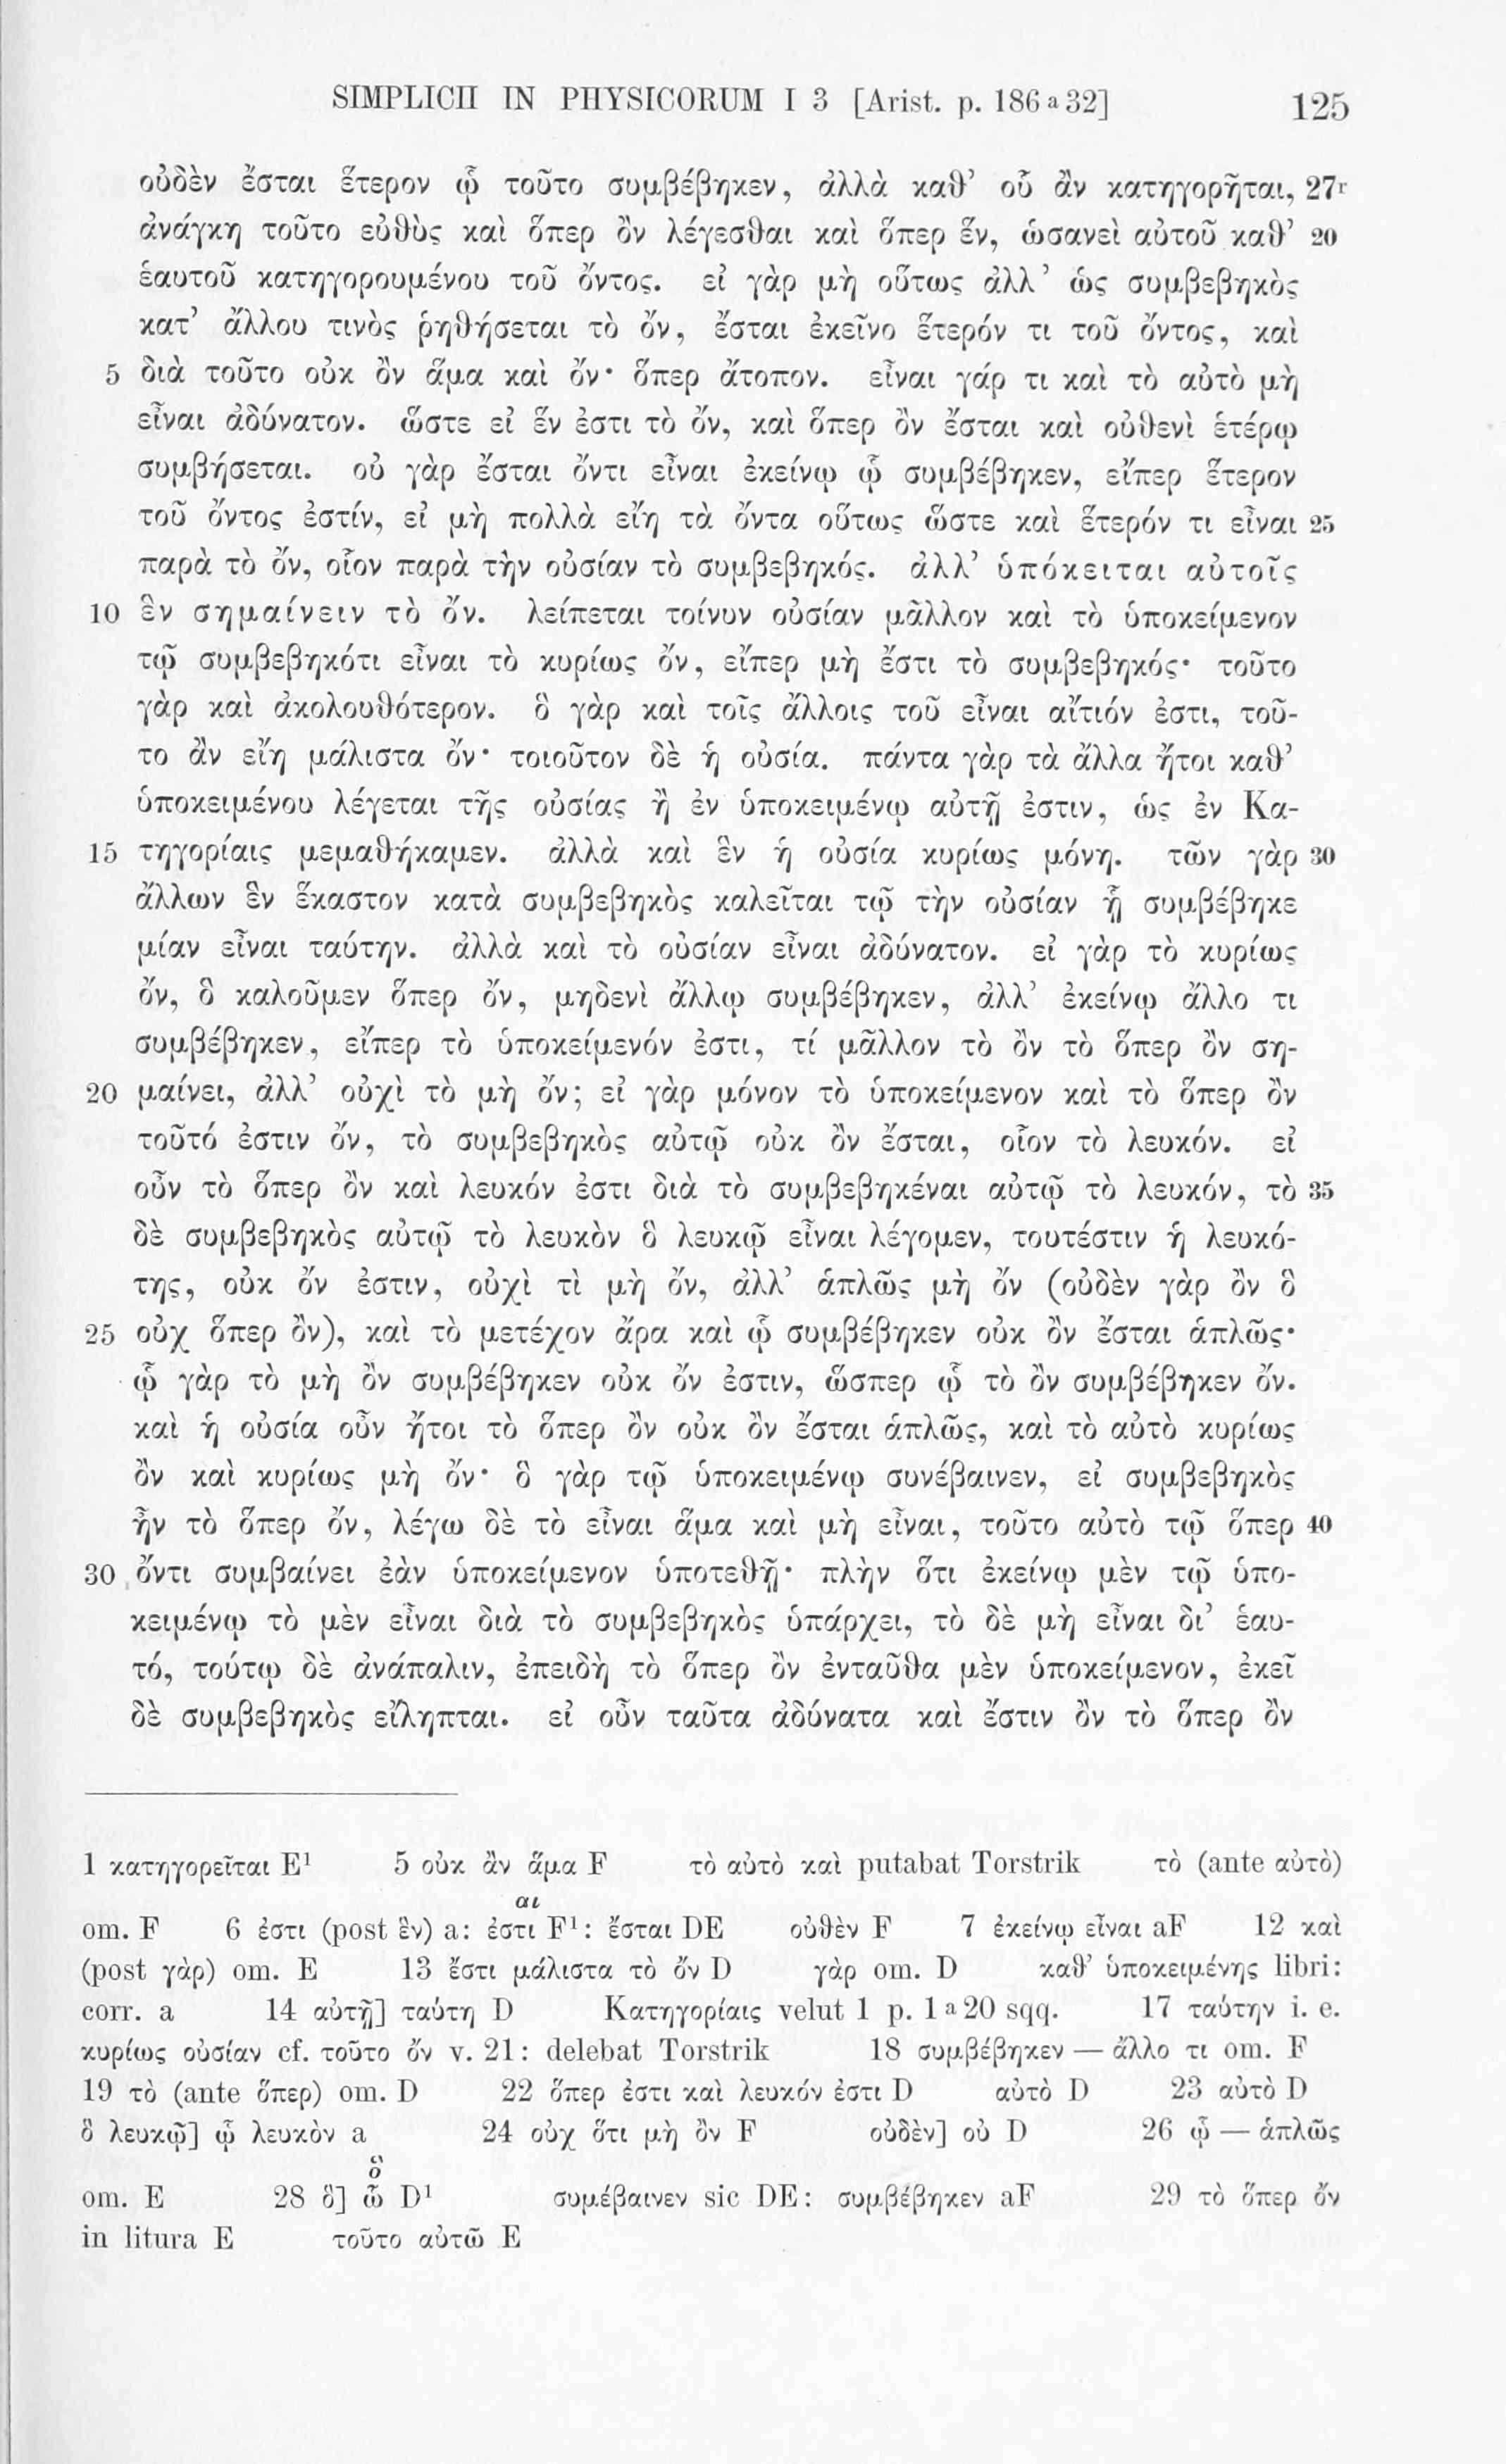 SIMPLICII IN PHYSICORUM I 3 [Arist. p. 186 a 32] 125
οὐδὲν ἔσται ἕτερον ᾧ τοῦτο συμβέβηκεν, ἀλλὰ καθ’ οὗ ἂν κατηγορῆται, 27r
ἀνάγκη τοῦτο εὐθὺς καὶ ὅπερ ὂν λέγεσθαι καὶ ὅπερ ἕν, ὡσανεὶ αὐτοῦ καθ’ 20
ἑαυτοῦ κατηγορουμένου τοῦ ὄντος. εἰ γὰρ μὴ οὕτως ἀλλ’ ὡς συμβεβηκὸς
κατ’ ἄλλου τινὸς ῥηθήσεται τὸ ὄν, ἔσται ἐκεῖνο ἕτερόν τι τοῦ ὄντος, καὶ
5 διὰ τοῦτο οὐκ ὂν ἅμα καὶ ὄν· ὅπερ ἄτοπον. εἶναι γάρ τι καὶ τὸ αὐτὸ μὴ
εἶναι ἀδύνατον. ὥστε εἰ ἕν ἐστι τὸ ὄν, καὶ ὅπερ ὂν ἔσται καὶ οὐθενὶ ἑτέρῳ
συμβήσεται. οὐ γὰρ ἔσται ὄντι εἶναι ἐκείνῳ ᾧ συμβέβηκεν, εἴπερ ἕτερον
τοῦ ὄντος ἐστίν, εἰ μὴ πολλὰ εἴη τὰ ὄντα οὕτως ὥστε καὶ ἕτερόν τι εἶναι 25
παρὰ τὸ ὄν, οἷον παρὰ τὴν οὐσίαν τὸ συμβεβηκός. ἀλλ’ ὑπόκειται αὐτοῖς
10 ἓν σημαίνειν τὸ ὄν. λείπεται τοίνυν οὐσίαν μᾶλλον καὶ τὸ ὑποκείμενον
τῷ συμβεβηκότι εἶναι τὸ κυρίως ὄν, εἴπερ μὴ ἔστι τὸ συμβεβηκός· τοῦτο
γὰρ καὶ ἀκολουθότερον. ὃ γὰρ καὶ τοῖς ἄλλοις τοῦ εἶναι αἴτιόν ἐστι, τοῦ-
το ἂν εἴη μάλιστα ὄν· τοιοῦτον δὲ ἡ οὐσία. πάντα γὰρ τὰ ἄλλα ἤτοι καθ’
ὑποκειμένου λέγεται τῆς οὐσίας ἢ ἐν ὑποκειμένῳ αὐτῇ ἐστιν, ὡς ἐν Κα-
15 τηγορίαις μεμαθήκαμεν. ἀλλὰ καὶ ἓν ἡ οὐσία κυρίως μόνη. τῶν γὰρ 30
ἄλλων ἓν ἕκαστον κατὰ συμβεβηκὸς καλεῖται τῷ τὴν οὐσίαν ᾗ συμβέβηκε
μίαν εἶναι ταύτην. ἀλλὰ καὶ τὸ οὐσίαν εἶναι ἀδύνατον. εἰ γὰρ τὸ κυρίως
ὄν, ὃ καλοῦμεν ὅπερ ὄν, μηδενὶ ἄλλῳ συμβέβηκεν, ἀλλ’ ἐκείνῳ ἄλλο τι
συμβέβηκεν, εἴπερ τὸ ὑποκείμενόν ἐστι, τί μᾶλλον τὸ ὂν τὸ ὅπερ ὂν ση-
20 μαίνει, ἀλλ’ οὐχὶ τὸ μὴ ὄν; εἰ γὰρ μόνον τὸ ὑποκείμενον καὶ τὸ ὅπερ ὂν
τοῦτό ἐστιν ὄν, τὸ συμβεβηκὸς αὐτῷ οὐκ ὂν ἔσται, οἷον τὸ λευκόν. εἰ
οὖν τὸ ὅπερ ὂν καὶ λευκόν ἐστι διὰ τὸ συμβεβηκέναι αὐτῷ τὸ λευκόν, τὸ 35
δὲ συμβεβηκὸς αὐτῷ τὸ λευκὸν ὃ λευκῷ εἶναι λέγομεν, τουτέστιν ἡ λευκό-
της, οὐκ ὄν ἐστιν, οὐχὶ τὶ μὴ ὄν, ἀλλ’ ἁπλῶς μὴ ὄν (οὐδὲν γὰρ ὂν ὃ
25 οὐχ ὅπερ ὄν), καὶ τὸ μετέχον ἄρα καὶ ᾧ συμβέβηκεν οὐκ ὂν ἔσται ἁπλῶς·
ᾧ γὰρ τὸ μὴ ὂν συμβέβηκεν οὐκ ὄν ἐστιν, ὥσπερ ᾧ τὸ ὂν συμβέβηκεν ὄν.
καὶ ἡ οὐσία οὖν ἤτοι τὸ ὅπερ ὂν οὐκ ὂν ἔσται ἁπλῶς, καὶ τὸ αὐτὸ κυρίως
ὂν καὶ κυρίως μὴ ὄν· ὃ γὰρ τῷ ὑποκειμένῳ συνέβαινεν, εἰ συμβεβηκὸς
ἦν τὸ ὅπερ ὄν, λέγω δὲ τὸ εἶναι ἅμα καὶ μὴ εἶναι, τοῦτο αὐτὸ τῷ ὅπερ 40
30 ὄντι συμβαίνει ἐὰν ὑποκείμενον ὑποτεθῇ· πλὴν ὅτι ἐκείνῳ μὲν τῷ ὑπο-
κειμένῳ τὸ μὲν εἶναι διὰ τὸ συμβεβηκὸς ὑπάρχει, τὸ δὲ μὴ εἶναι δι’ ἑαυ-
τό, τούτῳ δὲ ἀνάπαλιν, ἐπειδὴ τὸ ὅπερ ὂν ἐνταῦθα μὲν ὑποκείμενον, ἐκεῖ
δὲ συμβεβηκὸς εἴληπται. εἰ οὖν ταῦτα ἀδύνατα καὶ ἔστιν ὂν τὸ ὅπερ ὂν
1 κατηγορεῖται E¹ 5 οὐκ ἂν ἅμα F τὸ αὐτὸ καὶ putabat Torstrik τὸ (ante αὐτὸ)
αι
om. F 6 ἐστι (post ἓν) a: ἐστι F¹: ἔσται DE οὐθὲν F 7 ἐκείνῳ εἶναι aF 12 καὶ
(post γὰρ) om. E 13 ἔστι μάλιστα τὸ ὄν D γὰρ om. D καθ’ ὑποκειμένης libri:
corr. a 14 αὐτῇ] ταύτη D Κατηγορίαις velut 1 p. 1 a 20 sqq. 17 ταύτην i. e.
κυρίως οὐσίαν cf. τοῦτο ὄν v. 21: delebat Torstrik 18 συμβέβηκεν — ἄλλο τι om. F
19 τὸ (ante ὅπερ) om. D 22 ὅπερ ἐστι καὶ λευκόν ἐστι D αὐτὸ D 23 αὐτὸ D
ὃ λευκῷ] ᾧ λευκὸν a 24 οὐχ ὅτι μὴ ὂν F οὐδὲν] οὐ D 26 ᾧ — ἁπλῶς
ὃ
om. E 28 ὃ] ὦ D¹ συμέβαινεν sic DE: συμβέβηκεν aF 29 τὸ ὅπερ ὄν
in litura E τοῦτο αὐτῶ E